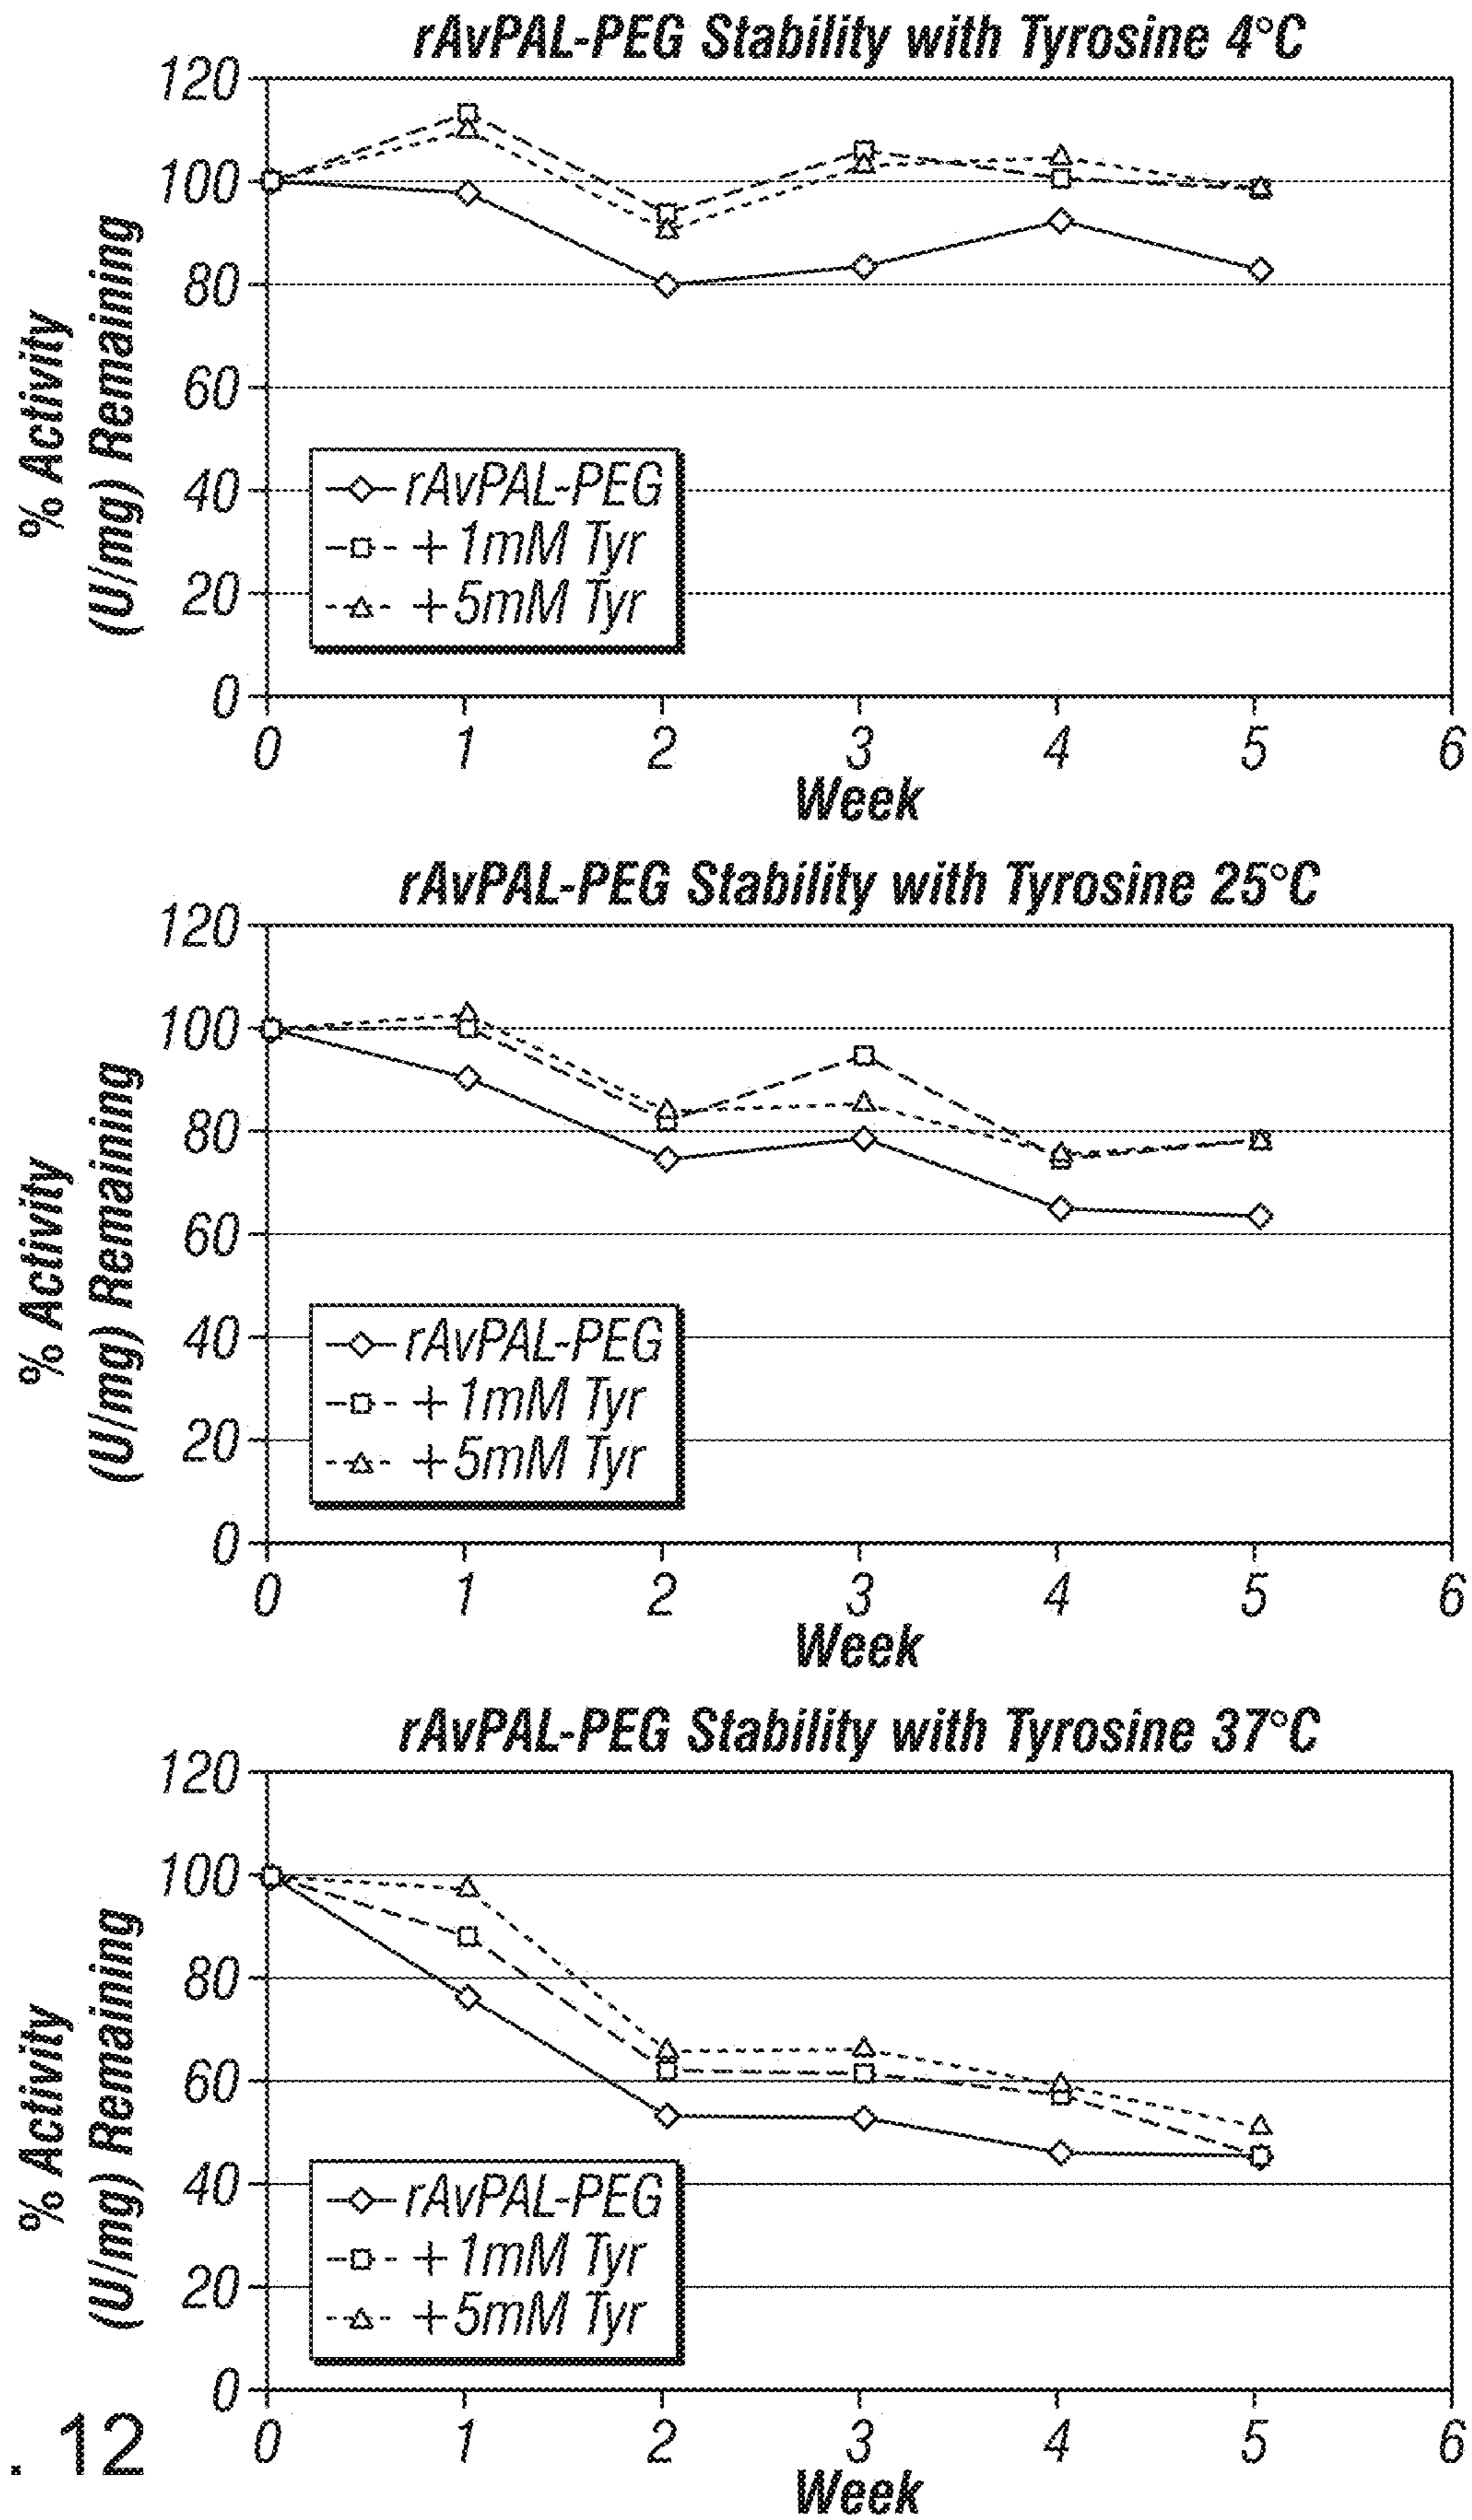 rAvPAL-PEG Stability with Tyrosine 4°C
120
100
80
60
40
20
0
% Activity
(U/mg) Remaining
rAvPAL-PEG
+ 1mM Tyr
+ 5mM Tyr
0 1 2 3 4 5 6
Week
rAvPAL-PEG Stability with Tyrosine 25°C
120
100
80
60
40
20
0
% Activity
(U/mg) Remaining
rAvPAL-PEG
+ 1mM Tyr
+ 5mM Tyr
0 1 2 3 4 5 6
Week
rAvPAL-PEG Stability with Tyrosine 37°C
120
100
80
60
40
20
0
% Activity
(U/mg) Remaining
rAvPAL-PEG
+ 1mM Tyr
+ 5mM Tyr
0 1 2 3 4 5 6
Week
. 12